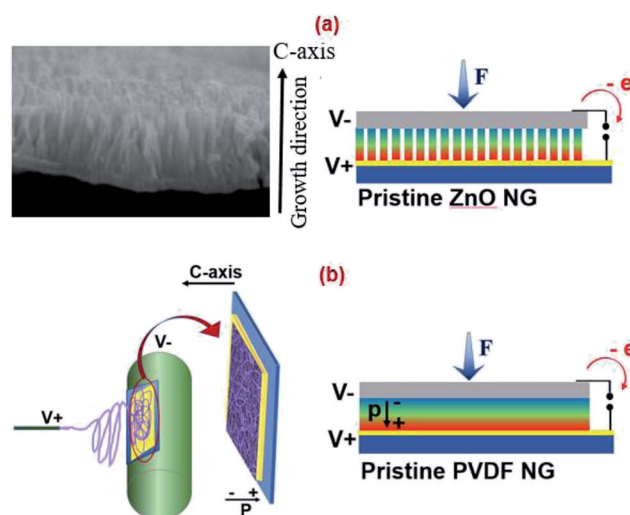 (a)
C-axis
Growth direction
F
- e
V-
V+
Pristine ZnO NG
(b)
C-axis
V-
V+
- +
P
F
- e
V-
p -
+
V+
Pristine PVDF NG